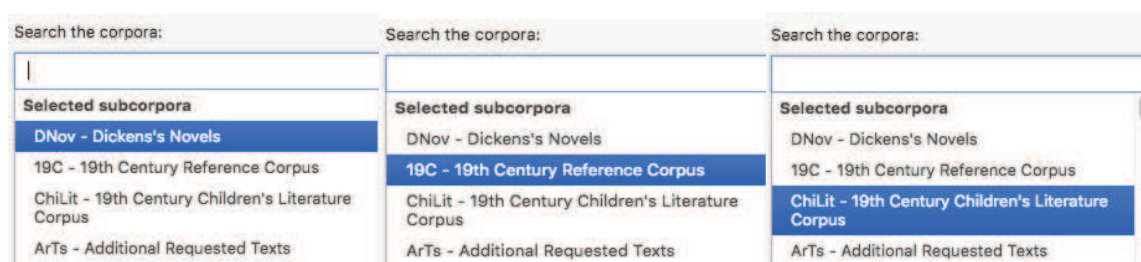 Search the corpora:
Selected subcorpora
DNov - Dickens's Novels
19C - 19th Century Reference Corpus
ChiLit - 19th Century Children's Literature
Corpus
ArTs - Additional Requested Texts
Search the corpora:
Selected subcorpora
DNov - Dickens's Novels
19C - 19th Century Reference Corpus
ChiLit - 19th Century Children's Literature
Corpus
ArTs - Additional Requested Texts
Search the corpora:
Selected subcorpora
DNov - Dickens's Novels
19C - 19th Century Reference Corpus
ChiLit - 19th Century Children's Literature
Corpus
ArTs - Additional Requested Texts